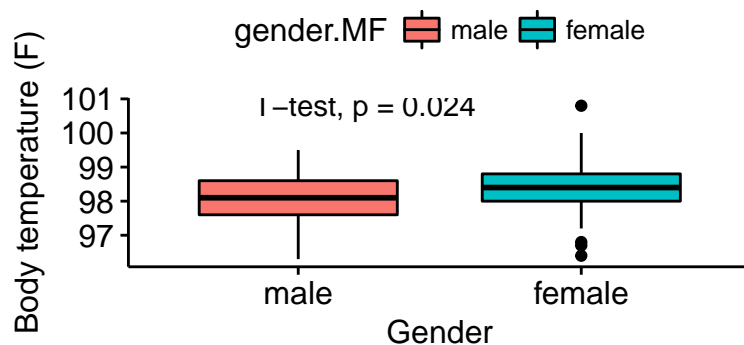 gender.MF male female
Body temperature (F)
T-test, p = 0.024
101
100
99
98
97
male female
Gender